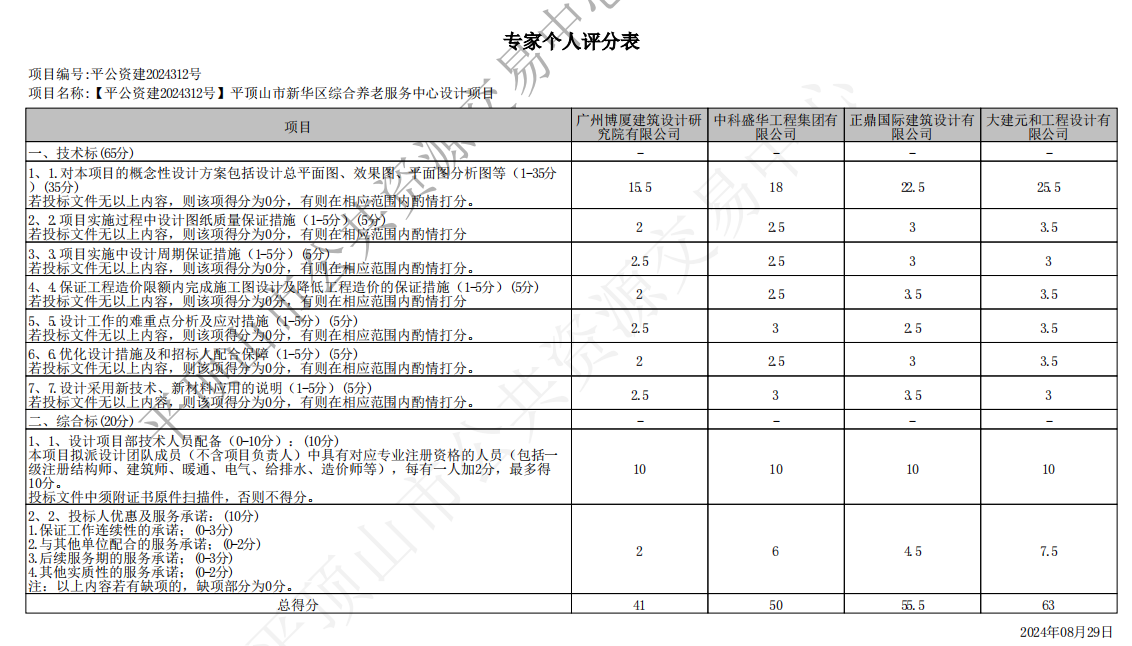 专家个人评分表
项目编号:平公资建2024312号
项目名称:【平公资建2024312号】平顶山市新华区综合养老服务中心设计项目
项目
广州博厦建筑设计研
究院有限公司
中科盛华工程集团有
限公司
正鼎国际建筑设计有
限公司
大建元和工程设计有
限公司
一、技术标(65分)
–
–
–
–
1、1.对本项目的概念性设计方案包括设计总平面图、效果图、平面图分析图等(1-35分
)(35分)
若投标文件无以上内容，则该项得分为0分，有则在相应范围内酌情打分。
15.5
18
22.5
25.5
2、2.项目实施过程中设计图纸质量保证措施(1-5分)(5分)
若投标文件无以上内容，则该项得分为0分，有则在相应范围内酌情打分
2
2.5
3
3.5
3、3.项目实施中设计周期保证措施(1-5分)(5分)
若投标文件无以上内容，则该项得分为0分，有则在相应范围内酌情打分。
2.5
2.5
3
3
4、4.保证工程造价限额内完成施工图设计及降低工程造价的保证措施(1-5分)(5分)
若投标文件无以上内容，则该项得分为0分，有则在相应范围内酌情打分
2
2.5
3.5
3.5
5、5.设计工作的难重点分析及应对措施(1-5分)(5分)
若投标文件无以上内容，则该项得分为0分，有则在相应范围内酌情打分。
2.5
3
2.5
3.5
6、6.优化设计措施及和招标人配合保障(1-5分)(5分)
若投标文件无以上内容，则该项得分为0分，有则在相应范围内酌情打分。
2
2.5
3
3.5
7、7.设计采用新技术、新材料应用的说明(1-5分)(5分)
若投标文件无以上内容，则该项得分为0分，有则在相应范围内酌情打分。
2.5
3
3.5
3
二、综合标(20分)
–
–
–
–
1、1、设计项目部技术人员配备(0-10分)：(10分)
本项目拟派设计团队成员(不含项目负责人)中具有对应专业注册资格的人员(包括一
级注册结构师、建筑师、暖通、电气、给排水、造价师等)，每有一人加2分，最多得
10分。
投标文件中须附证书原件扫描件，否则不得分。
10
10
10
10
2、2、投标人优惠及服务承诺：(10分)
1.保证工作连续性的承诺；(0-3分)
2.与其他单位配合的服务承诺；(0-2分)
3.后续服务期的服务承诺；(0-3分)
4.其他实质性的服务承诺；(0-2分)
注：以上内容若有缺项的，缺项部分为0分。
2
6
4.5
7.5
总得分
41
50
55.5
63
2024年08月29日
平顶山市公共资源交易中心
平顶山市公共资源交易中心